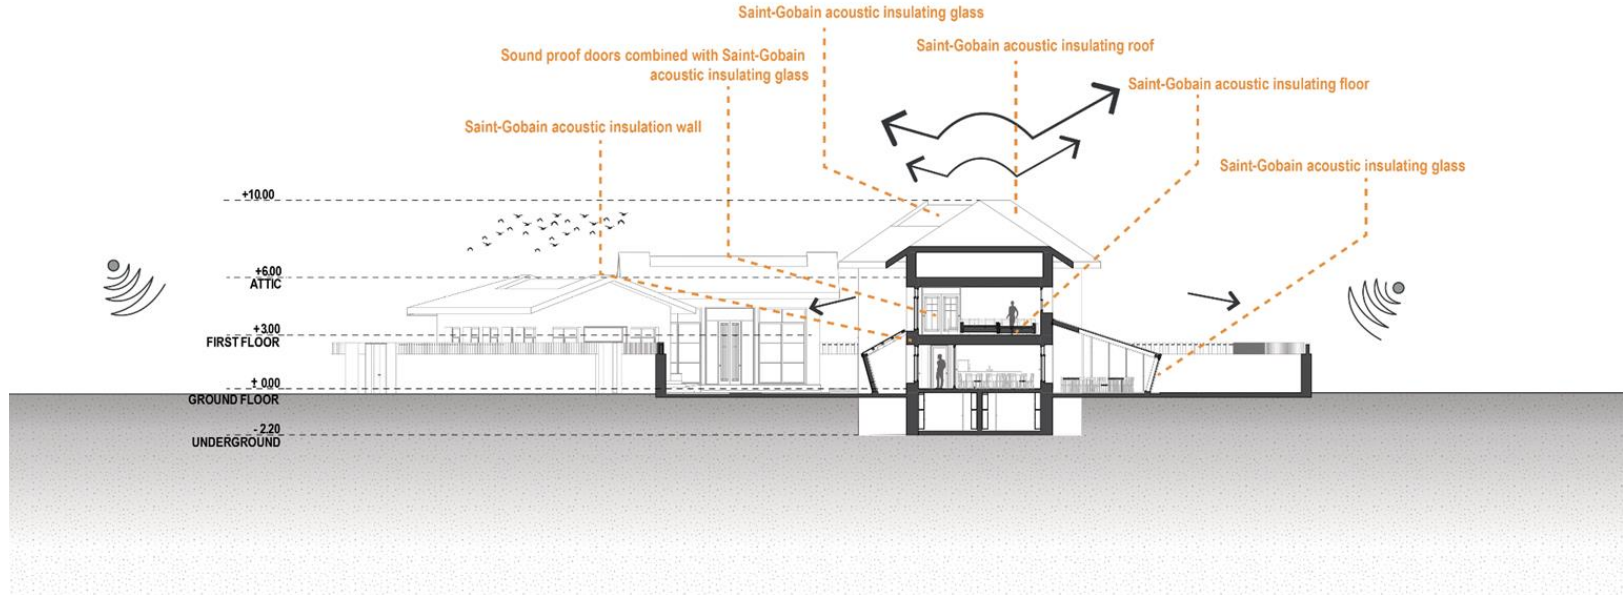 Saint-Gobain acoustic insulating glass
Saint-Gobain acoustic insulating roof
Sound proof doors combined with Saint-Gobain
acoustic insulating glass
Saint-Gobain acoustic insulating floor
Saint-Gobain acoustic insulation wall
Saint-Gobain acoustic insulating glass
+10.00
+6.00
ATTIC
+3.00
FIRST FLOOR
± 0.00
GROUND FLOOR
- 2.20
UNDERGROUND